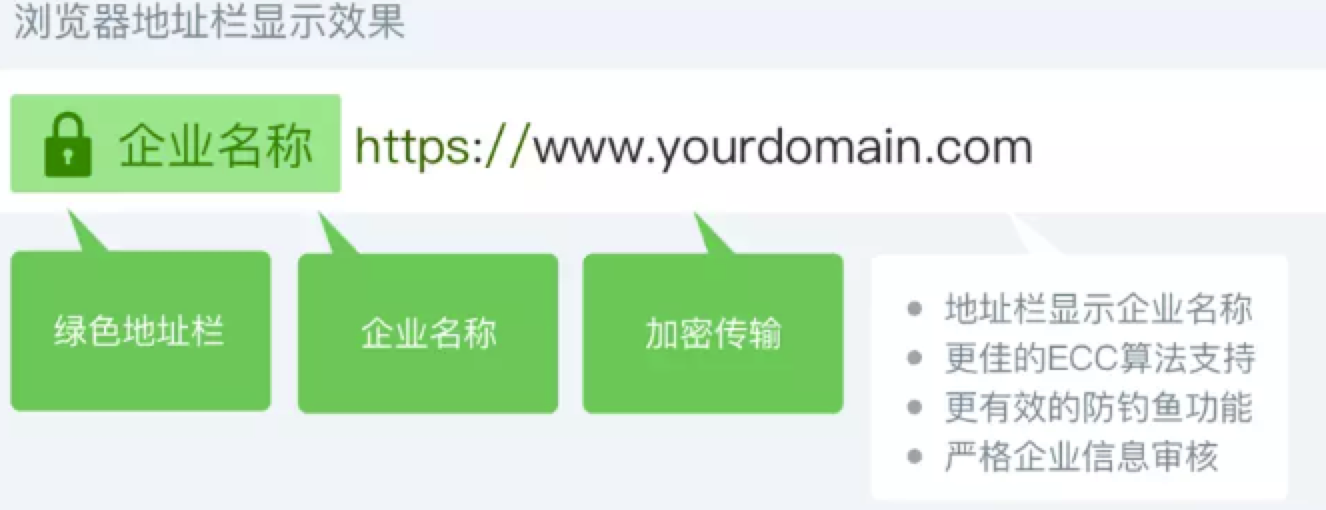 浏览器地址栏显示效果
企业名称 https://www.yourdomain.com
绿色地址栏
企业名称
加密传输
地址栏显示企业名称
更佳的ECC算法支持
更有效的防钓鱼功能
严格企业信息审核